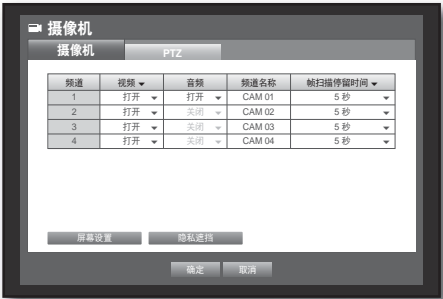 摄像机
摄像机 PTZ
频道 视频 音频 频道名称 帧扫描停留时间
1 打开 打开 CAM 01 5 秒
2 打开 关闭 CAM 02 5 秒
3 打开 关闭 CAM 03 5 秒
4 打开 关闭 CAM 04 5 秒
屏幕设置 隐私遮挡
确定 取消